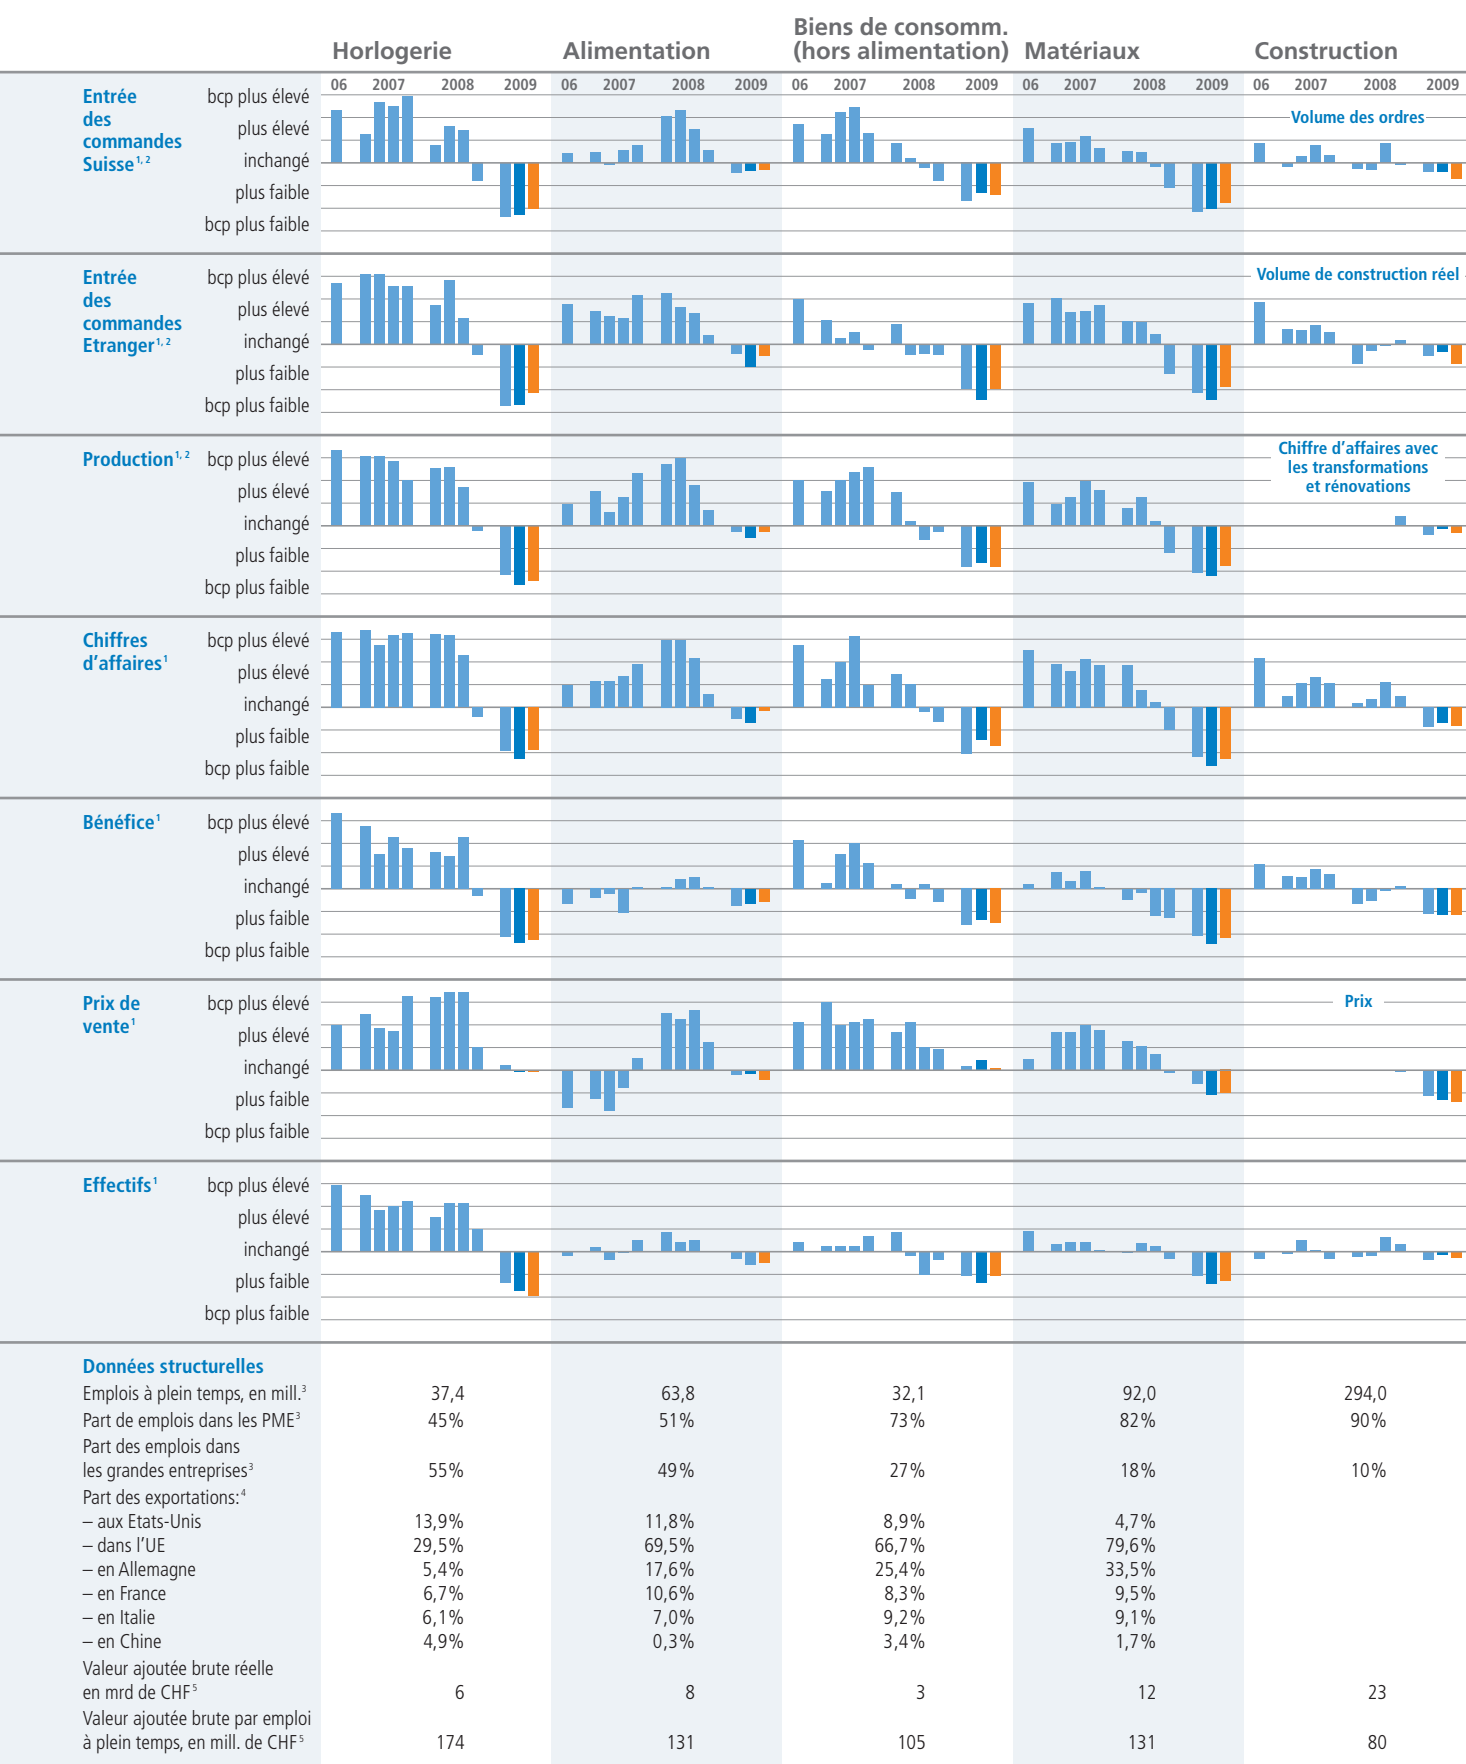 Horlogerie Alimentation Biens de consomm. (hors alimentation) Matériaux Construction
06 2007 2008 2009 06 2007 2008 2009 06 2007 2008 2009 06 2007 2008 2009 06 2007 2008 2009
Entrée des commandes Suisse1, 2
bcp plus élevé
plus élevé
inchangé
plus faible
bcp plus faible
Volume des ordres
Entrée des commandes Etranger1, 2
bcp plus élevé
plus élevé
inchangé
plus faible
bcp plus faible
Volume de construction réel
Production1, 2
bcp plus élevé
plus élevé
inchangé
plus faible
bcp plus faible
Chiffre d'affaires avec
les transformations
et rénovations
Chiffres d'affaires1
bcp plus élevé
plus élevé
inchangé
plus faible
bcp plus faible
Bénéfice1
bcp plus élevé
plus élevé
inchangé
plus faible
bcp plus faible
Prix de vente1
bcp plus élevé
plus élevé
inchangé
plus faible
bcp plus faible
Prix
Effectifs1
bcp plus élevé
plus élevé
inchangé
plus faible
bcp plus faible
Données structurelles
Emplois à plein temps, en mill.3 37,4 63,8 32,1 92,0 294,0
Part de emplois dans les PME3 45% 51% 73% 82% 90%
Part des emplois dans
les grandes entreprises3 55% 49% 27% 18% 10%
Part des exportations:4
– aux Etats-Unis 13,9% 11,8% 8,9% 4,7%
– dans l'UE 29,5% 69,5% 66,7% 79,6%
– en Allemagne 5,4% 17,6% 25,4% 33,5%
– en France 6,7% 10,6% 8,3% 9,5%
– en Italie 6,1% 7,0% 9,2% 9,1%
– en Chine 4,9% 0,3% 3,4% 1,7%
Valeur ajoutée brute réelle
en mrd de CHF5 6 8 3 12 23
Valeur ajoutée brute par emploi
à plein temps, en mill. de CHF5 174 131 105 131 80